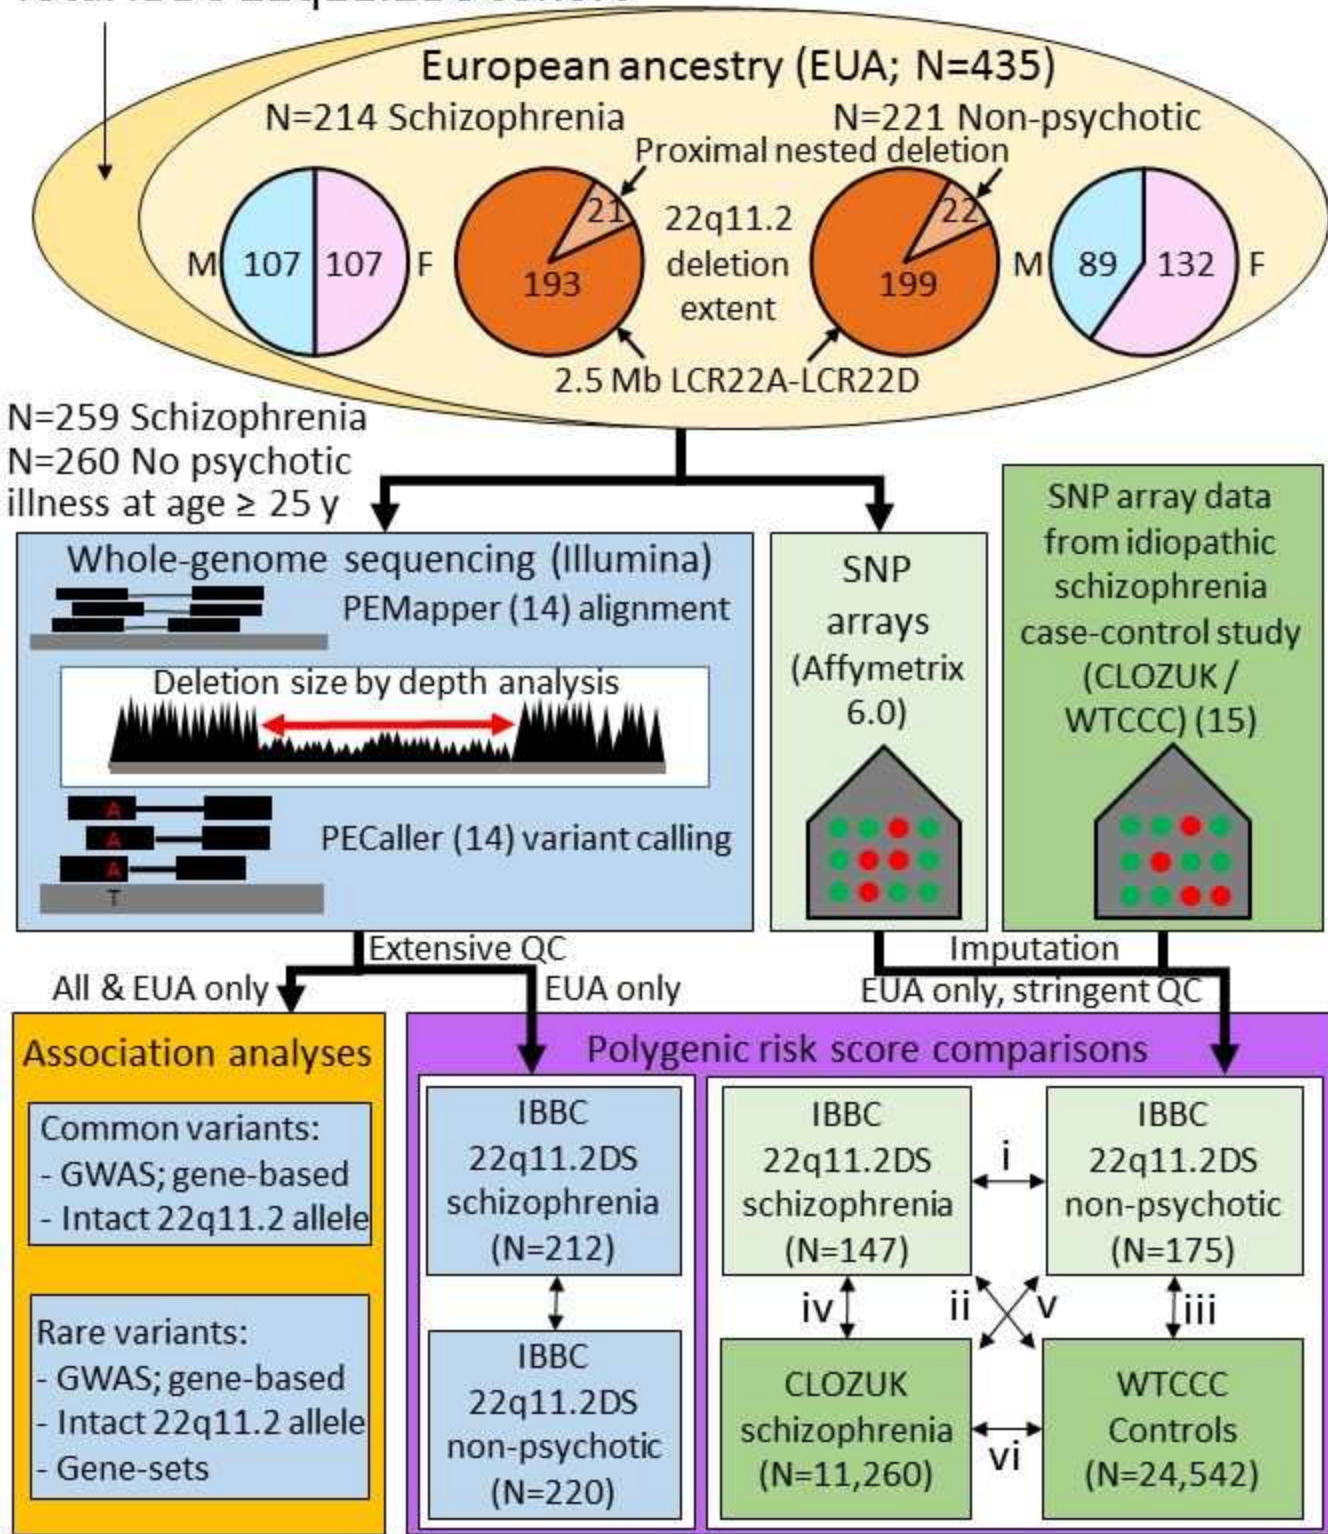 European ancestry (EUA; N=435)
N=214 Schizophrenia
N=221 Non-psychotic
Proximal nested deletion
21
22
22q11.2
deletion
extent
M
107
107
F
193
199
M
89
132
F
2.5 Mb LCR22A-LCR22D
N=259 Schizophrenia
N=260 No psychotic
illness at age ≥ 25 y
Whole-genome sequencing (Illumina)
PEMapper (14) alignment
Deletion size by depth analysis
A
A
A
T
PECaller (14) variant calling
SNP
arrays
(Affymetrix
6.0)
SNP array data
from idiopathic
schizophrenia
case-control study
(CLOZUK /
WTCCC) (15)
Extensive QC
All & EUA only
EUA only
Imputation
EUA only, stringent QC
Association analyses
Common variants:
- GWAS; gene-based
- Intact 22q11.2 allele
Rare variants:
- GWAS; gene-based
- Intact 22q11.2 allele
- Gene-sets
Polygenic risk score comparisons
IBBC
22q11.2DS
schizophrenia
(N=212)
IBBC
22q11.2DS
non-psychotic
(N=220)
IBBC
22q11.2DS
schizophrenia
(N=147)
i
IBBC
22q11.2DS
non-psychotic
(N=175)
iv
ii
v
iii
CLOZUK
schizophrenia
(N=11,260)
vi
WTCCC
Controls
(N=24,542)